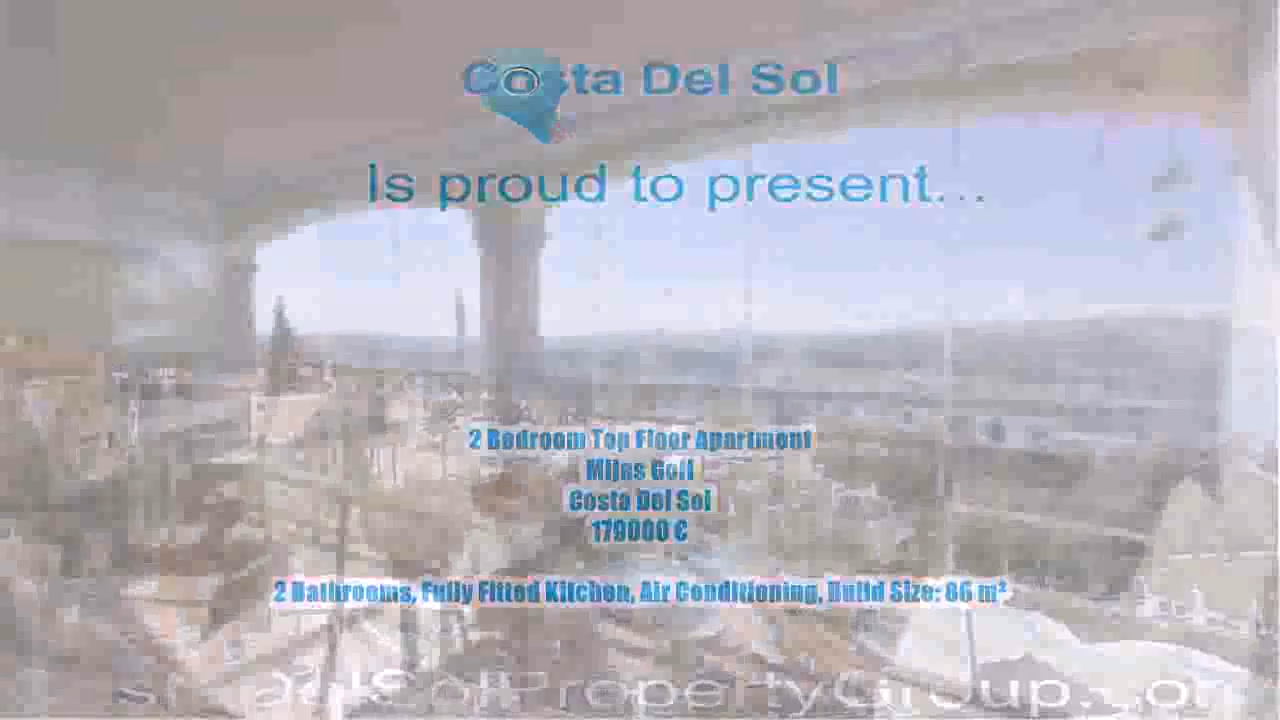 Costa Del Sol
Is proud to present...
2 Bedroom Top Floor Apartment
Mijas Golf
Costa Del Sol
179000 €
2 Bathrooms, Fully Fitted Kitchen, Air Conditioning, Build Size: 86 m²